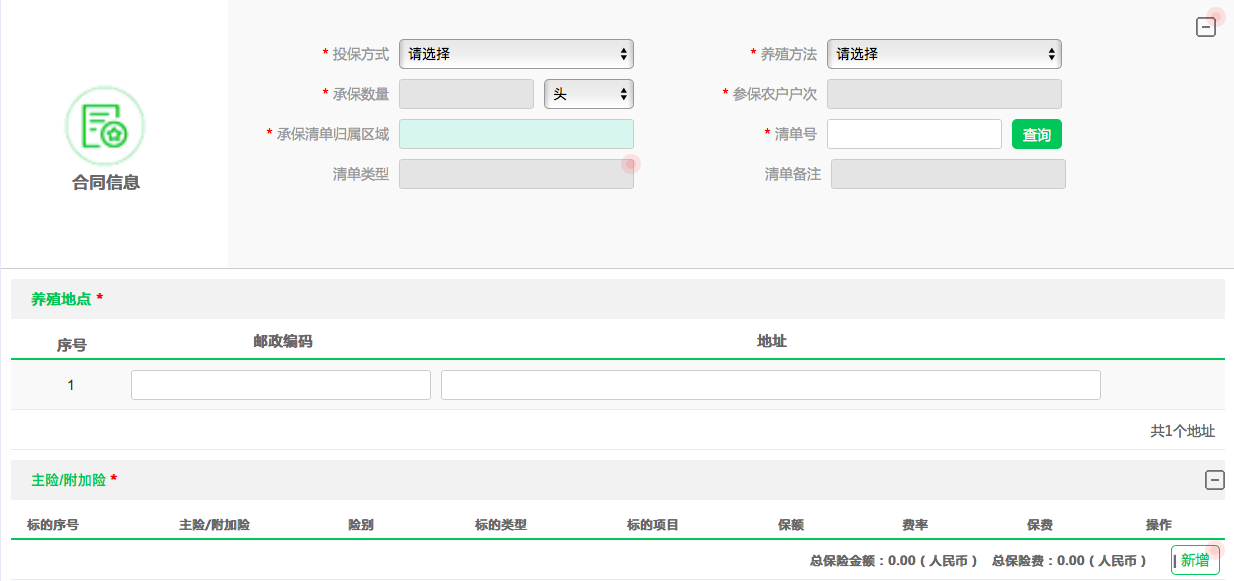 * 投保方式 请选择 * 养殖方法 请选择
* 承保数量 头 * 参保农户户次
* 承保清单归属区域 * 清单号 查询
清单类型 清单备注
合同信息
养殖地点 *
序号 邮政编码 地址
1
共1个地址
主险/附加险 *
标的序号 主险/附加险 险别 标的类型 标的项目 保额 费率 保费 操作
总保险金额：0.00（人民币） 总保险费：0.00（人民币） 新增